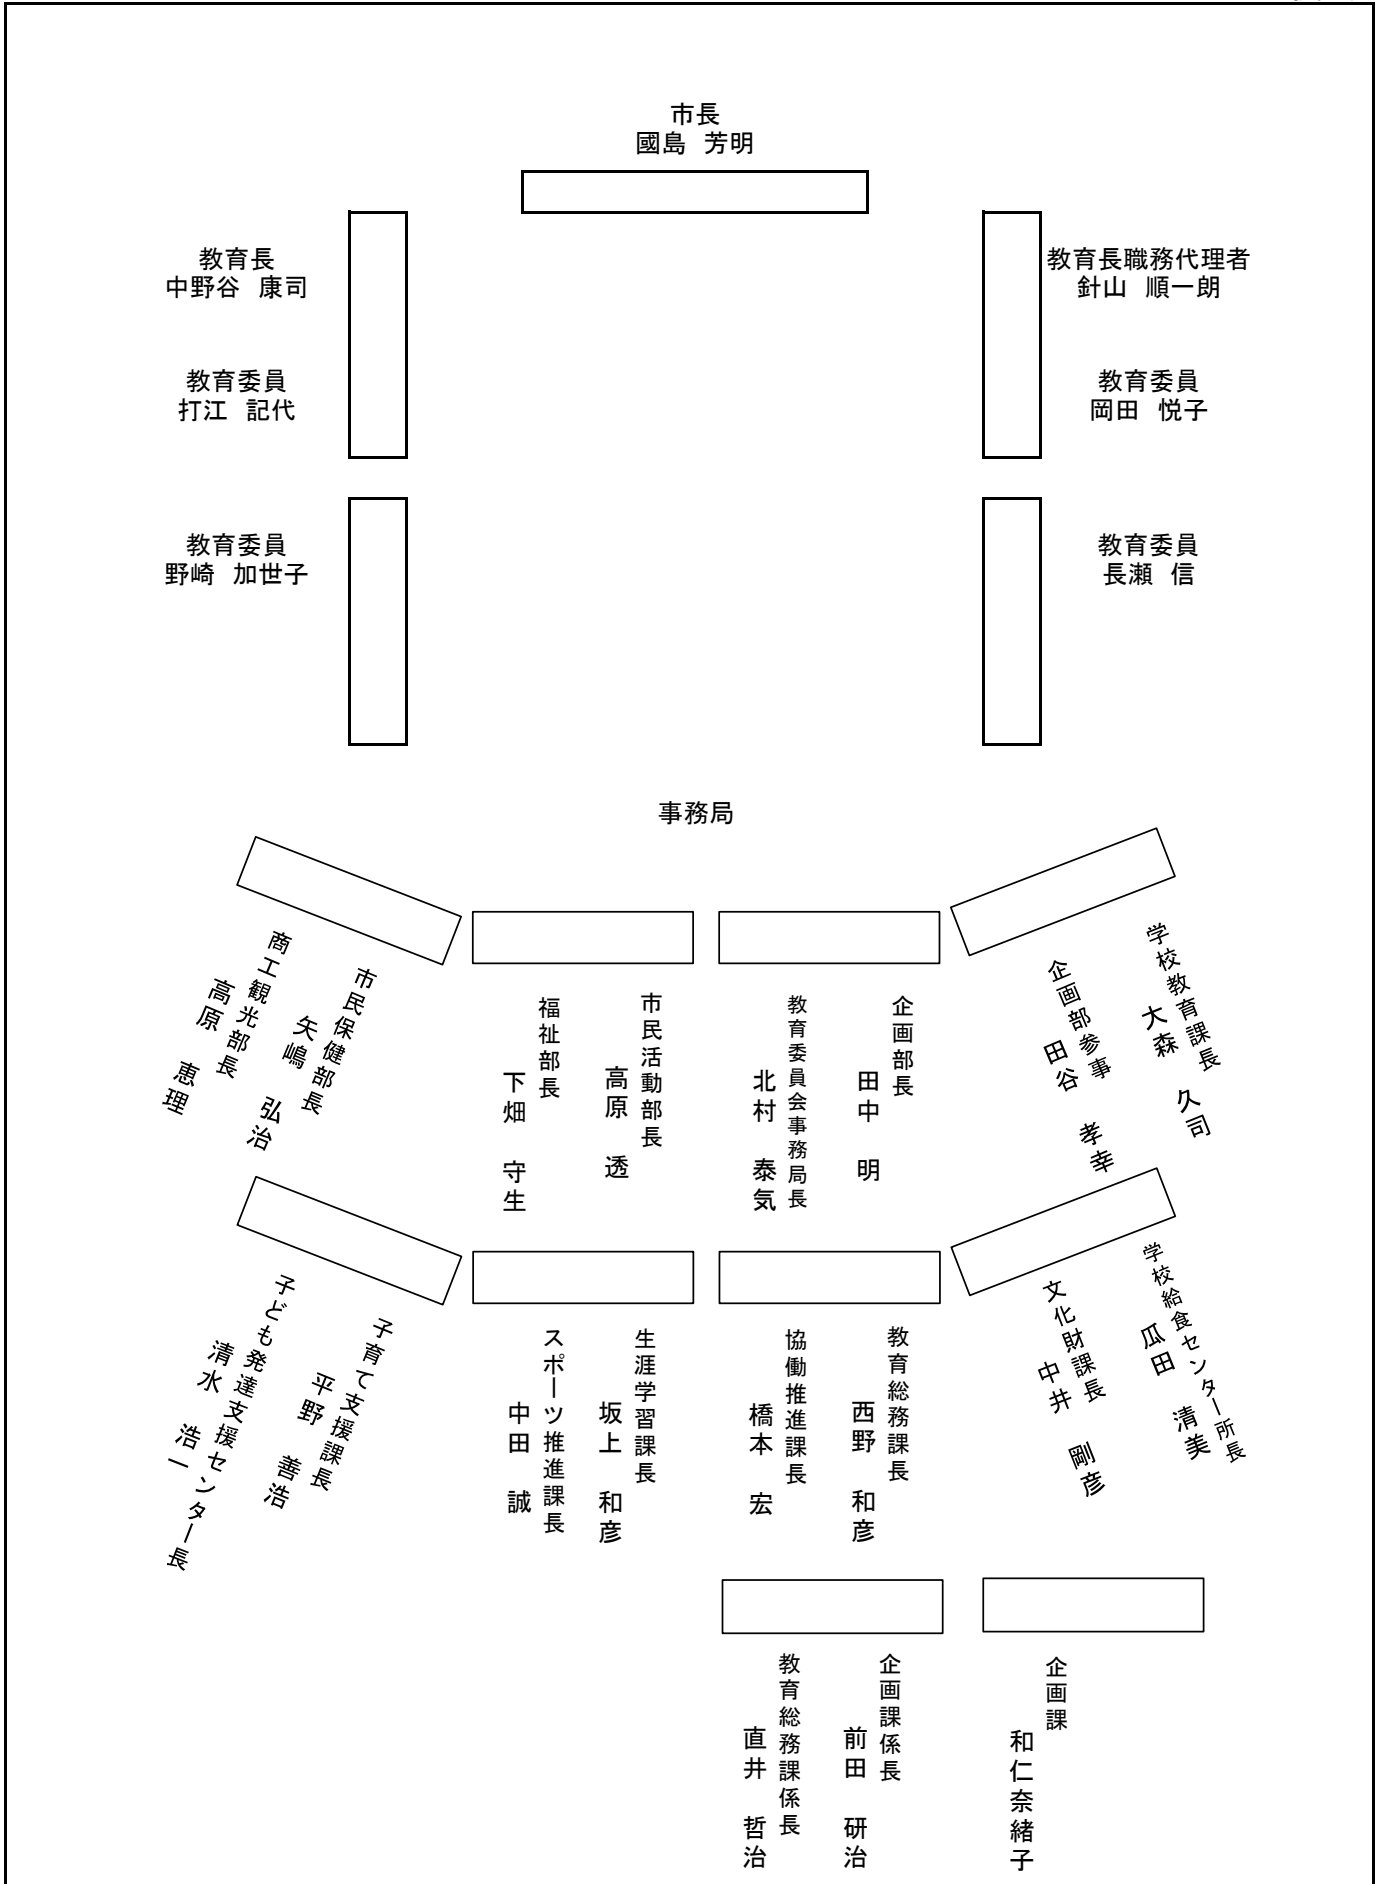 市長
國島 芳明
教育長
中野谷 康司
教育長職務代理者
針山 順一朗
教育委員
打江 記代
教育委員
岡田 悦子
教育委員
野崎 加世子
教育委員
長瀬 信
事務局
商工観光部長
高原 恵理
市民保健部長
矢嶋 弘治
福祉部長
下畑 守生
市民活動部長
高原 透
教育委員会事務局長
北村 泰気
企画部長
田中 明
企画部参事
田谷 孝幸
学校教育課長
大森 久司
子ども発達支援センター長
清水 浩一
子育て支援課長
平野 善浩
スポーツ推進課長
中田 誠
生涯学習課長
坂上 和彦
協働推進課長
橋本 宏
教育総務課長
西野 和彦
文化財課長
中井 剛彦
学校給食センター所長
瓜田 清美
教育総務課係長
直井 哲治
企画課係長
前田 研治
企画課
和仁奈緒子